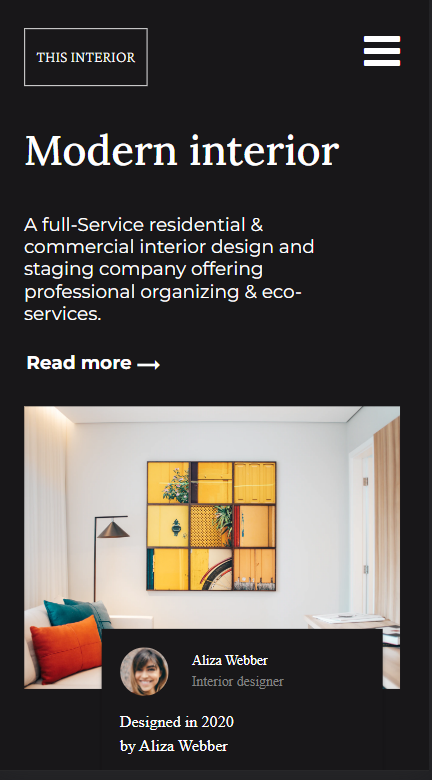 THIS INTERIOR
Modern interior
A full-Service residential &
commercial interior design and
staging company offering
professional organizing & eco-
services.
Read more
Aliza Webber
Interior designer
Designed in 2020
by Aliza Webber